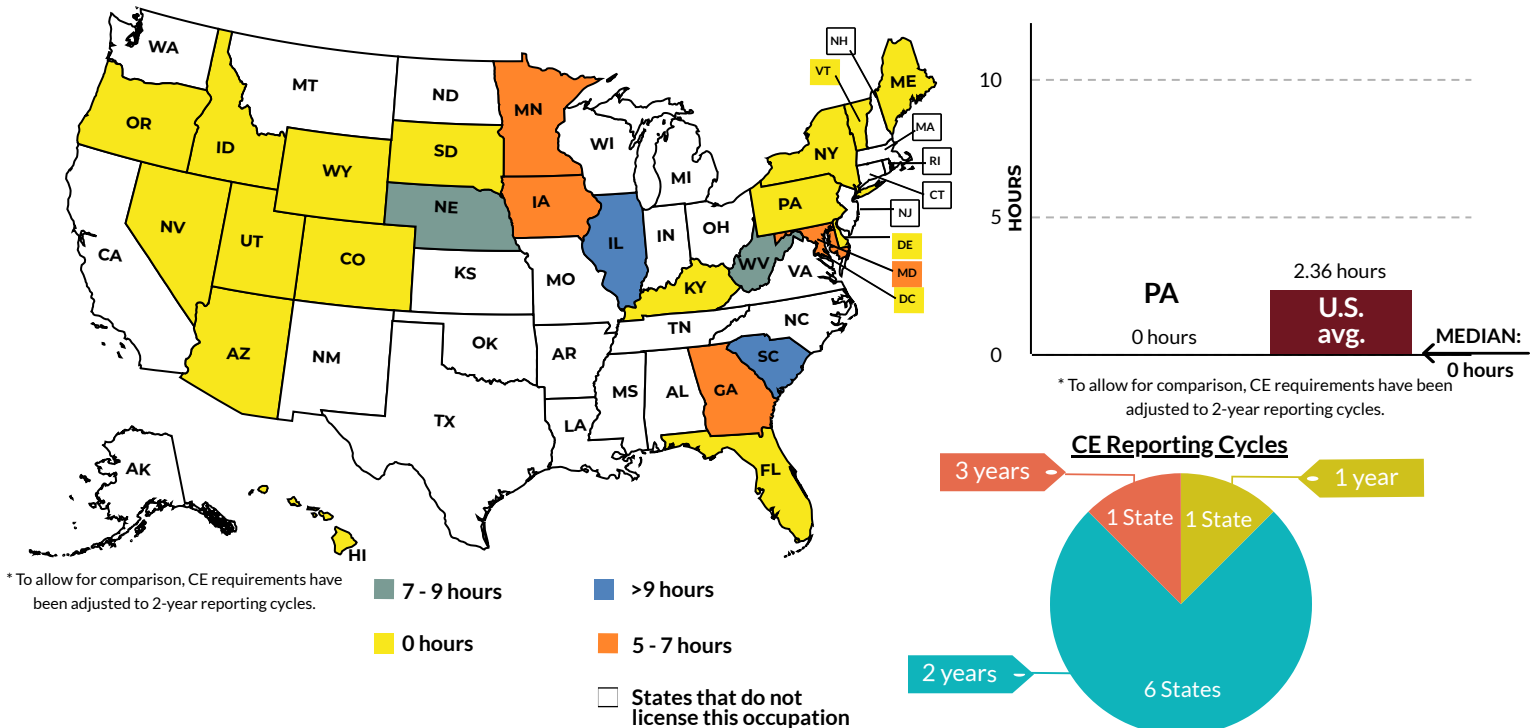 WA
MT
ND
MN
OR
ID
WY
SD
WI
MI
NY
VT
NH
ME
MA
RI
CT
NJ
DE
MD
DC
PA
NV
UT
CO
NE
IA
IL
IN
OH
WV
VA
CA
KS
MO
KY
AZ
NM
OK
AR
TN
NC
SC
TX
LA
MS
AL
GA
FL
AK
HI
* To allow for comparison, CE requirements have
been adjusted to 2-year reporting cycles.
7 - 9 hours
>9 hours
0 hours
5 - 7 hours
States that do not
license this occupation
HOURS
10
5
0
PA
0 hours
2.36 hours
U.S.
avg.
MEDIAN:
0 hours
* To allow for comparison, CE requirements have been
adjusted to 2-year reporting cycles.
CE Reporting Cycles
3 years
1 year
1 State
1 State
2 years
6 States